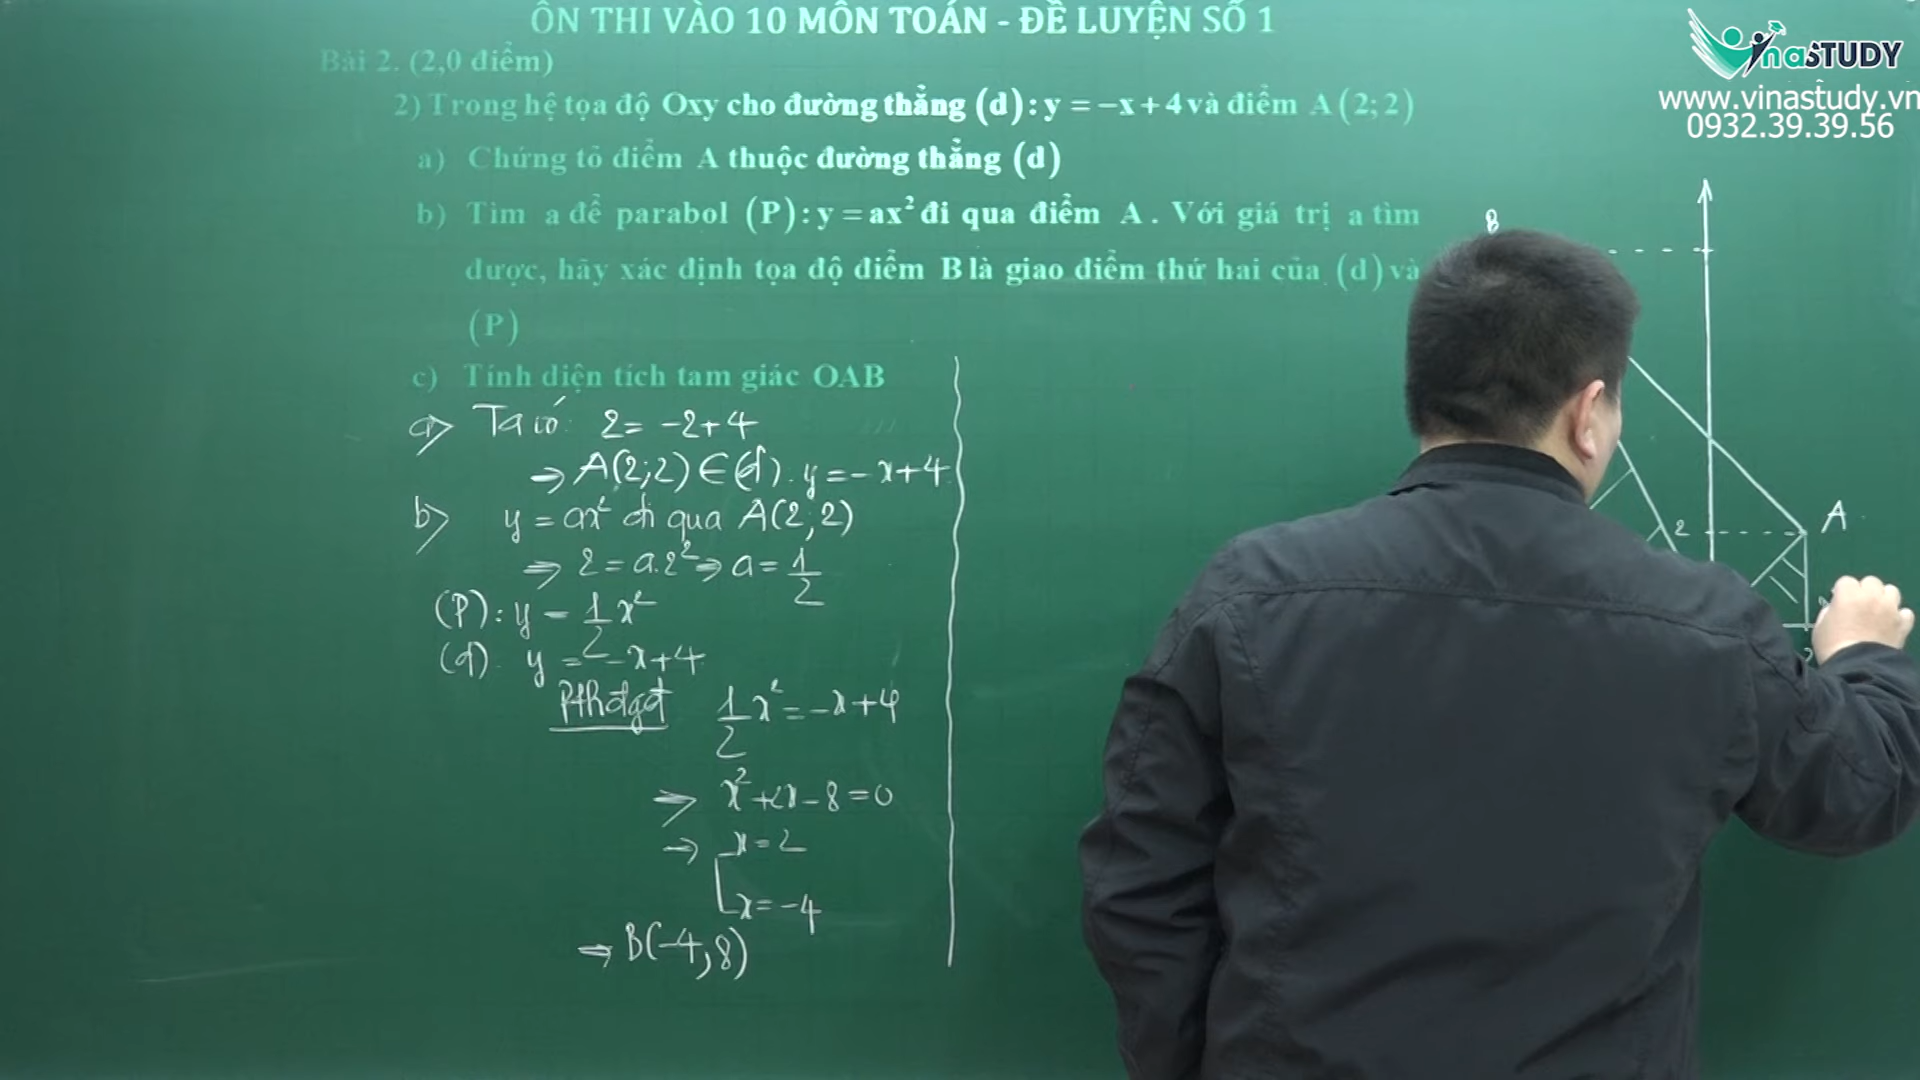 ÔN THI VÀO 10 MÔN TOÁN - ĐỀ LUYỆN SỐ 1
VinaSTUDY
www.vinastudy.vn
0932.39.39.56
Bài 2. (2,0 điểm)
2) Trong hệ tọa độ Oxy cho đường thẳng (d): y = −x + 4 và điểm A(2;2)
a) Chứng tỏ điểm A thuộc đường thẳng (d)
b) Tìm a để parabol (P): y = ax² đi qua điểm A. Với giá trị a tìm
được, hãy xác định tọa độ điểm B là giao điểm thứ hai của (d) và
(P)
c) Tính diện tích tam giác OAB
a> Ta có: 2 = -2+4
⇒ A(2;2) ∈ (d). y = -x+4
b> y = ax² đi qua A(2;2)
⇒ 2 = a.2² ⇒ a = 1/2
(P): y = 1/2 x²
(d) y = -x+4
Pthđgđ 1/2 x² = -x+4
⇒ x²+2x-8=0
→ x=2
x=-4
⇒ B(-4,8)
B
2
A